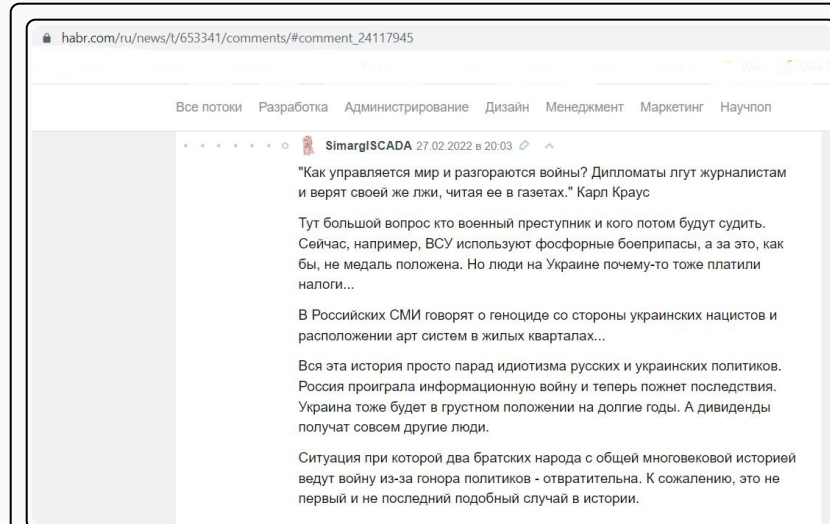 habr.com/ru/news/t/653341/comments/#comment_24117945
Все потоки Разработка Администрирование Дизайн Менеджмент Маркетинг Научпоп
SimarglSCADA 27.02.2022 в 20:03
"Как управляется мир и разгораются войны? Дипломаты лгут журналистам
и верят своей же лжи, читая ее в газетах." Карл Краус
Тут большой вопрос кто военный преступник и кого потом будут судить.
Сейчас, например, ВСУ используют фосфорные боеприпасы, а за это, как
бы, не медаль положена. Но люди на Украине почему-то тоже платили
налоги...
В Российских СМИ говорят о геноциде со стороны украинских нацистов и
расположении арт систем в жилых кварталах...
Вся эта история просто парад идиотизма русских и украинских политиков.
Россия проиграла информационную войну и теперь пожнет последствия.
Украина тоже будет в грустном положении на долгие годы. А дивиденды
получат совсем другие люди.
Ситуация при которой два братских народа с общей многовековой историей
ведут войну из-за гонора политиков - отвратительна. К сожалению, это не
первый и не последний подобный случай в истории.